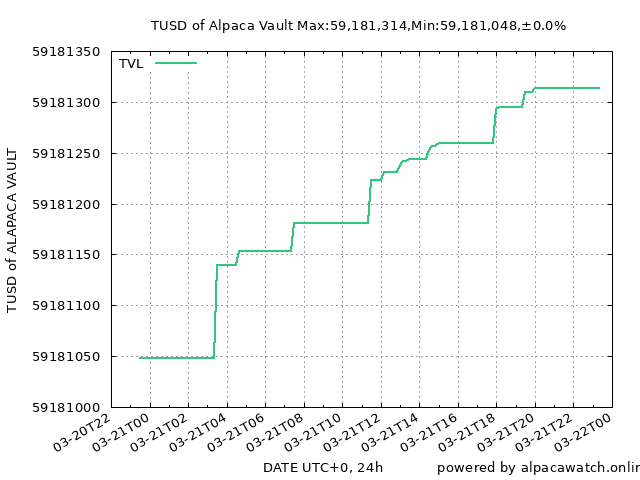 TUSD of Alpaca Vault Max:59,181,314,Min:59,181,048,±0.0%
TVL
59181350
59181300
59181250
59181200
59181150
59181100
59181050
59181000
TUSD of ALAPACA VAULT
03-20T22
03-21T00
03-21T02
03-21T04
03-21T06
03-21T08
03-21T10
03-21T12
03-21T14
03-21T16
03-21T18
03-21T20
03-21T22
03-22T00
DATE UTC+0, 24h
powered by alpacawatch.onlin